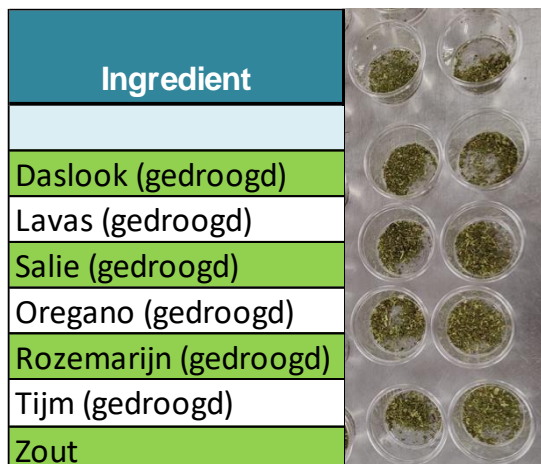 Ingredient
Daslook (gedroogd)
Lavas (gedroogd)
Salie (gedroogd)
Oregano (gedroogd)
Rozemarijn (gedroogd)
Tijm (gedroogd)
Zout